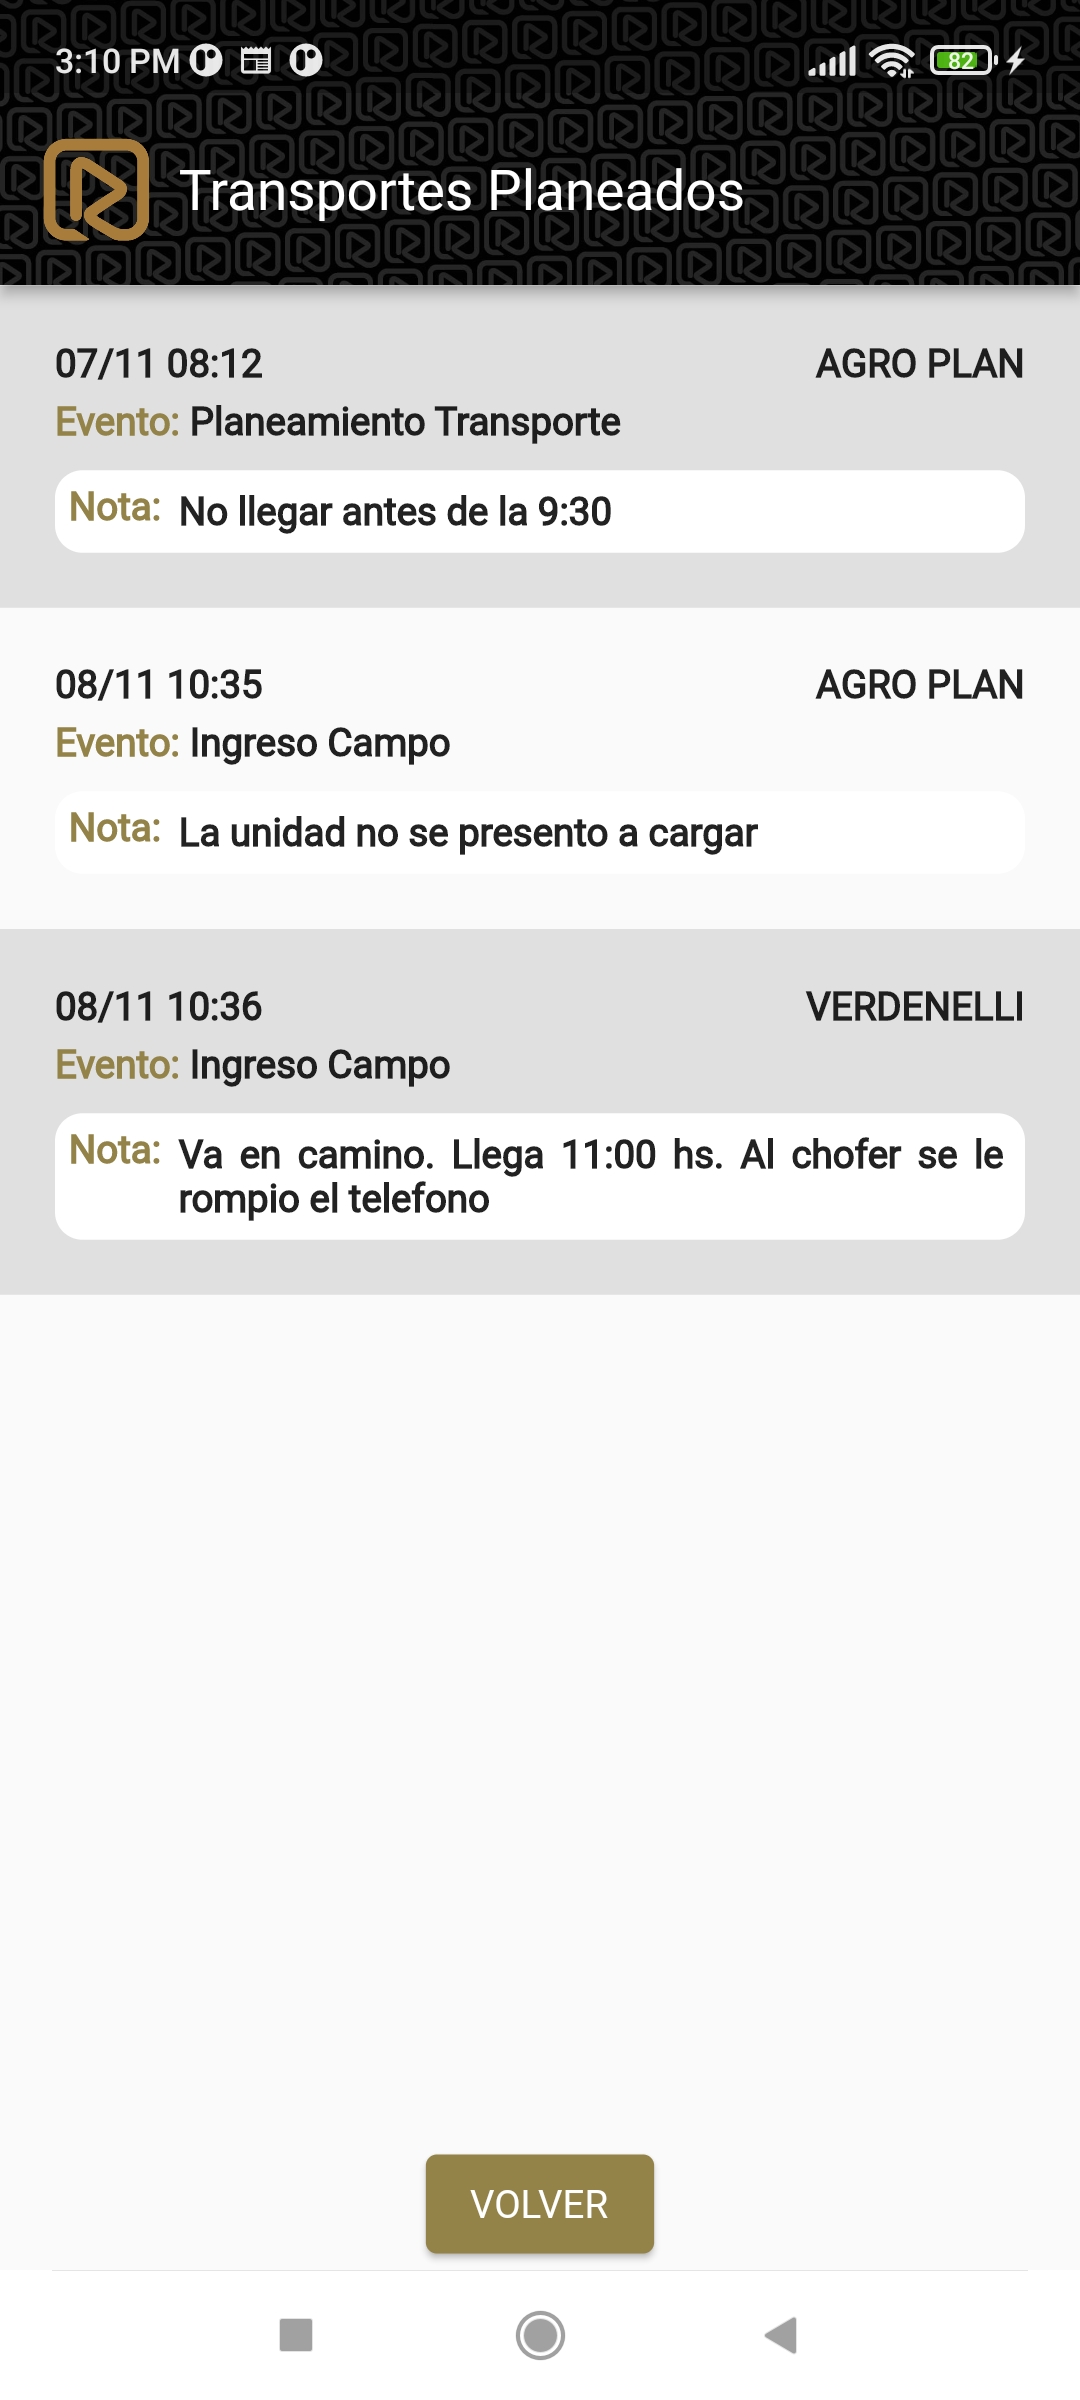 3:10 PM
82
Transportes Planeados
07/11 08:12 AGRO PLAN
Evento: Planeamiento Transporte
Nota: No llegar antes de la 9:30
08/11 10:35 AGRO PLAN
Evento: Ingreso Campo
Nota: La unidad no se presento a cargar
08/11 10:36 VERDENELLI
Evento: Ingreso Campo
Nota: Va en camino. Llega 11:00 hs. Al chofer se le
rompio el telefono
VOLVER